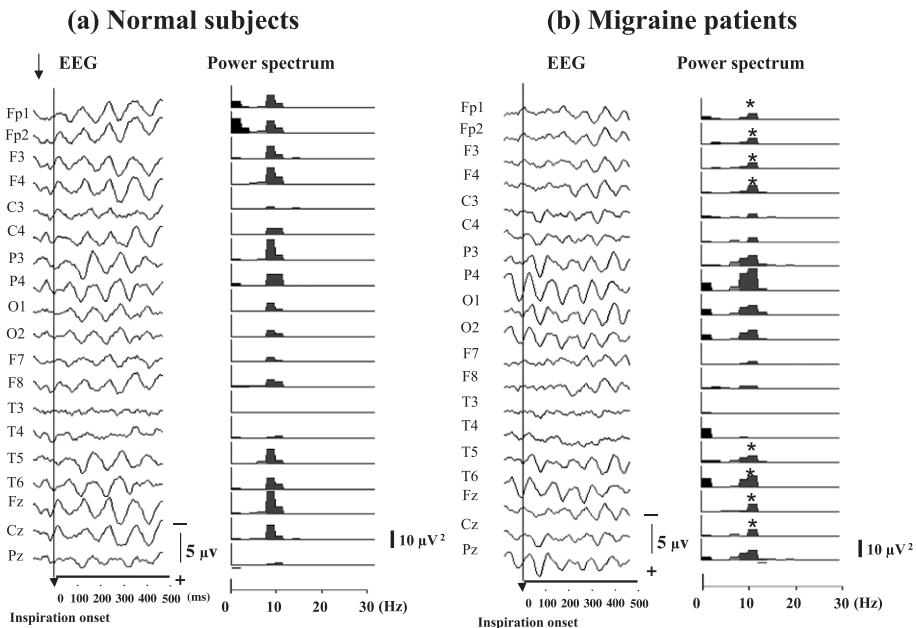 (a) Normal subjects
EEG
Power spectrum
Fp1
Fp2
F3
F4
C3
C4
P3
P4
O1
O2
F7
F8
T3
T4
T5
T6
Fz
Cz
Pz
5 μv
+
10 μV²
0 100 200 300 400 500 (ms)
0 10 20 30 (Hz)
Inspiration onset
(b) Migraine patients
EEG
Power spectrum
Fp1
Fp2
F3
F4
C3
C4
P3
P4
O1
O2
F7
F8
T3
T4
T5
T6
Fz
Cz
Pz
*
*
*
*
*
*
*
*
5 μv
+
10 μV²
0 100 200 300 400 500
0 10 20 30 (Hz)
Inspiration onset